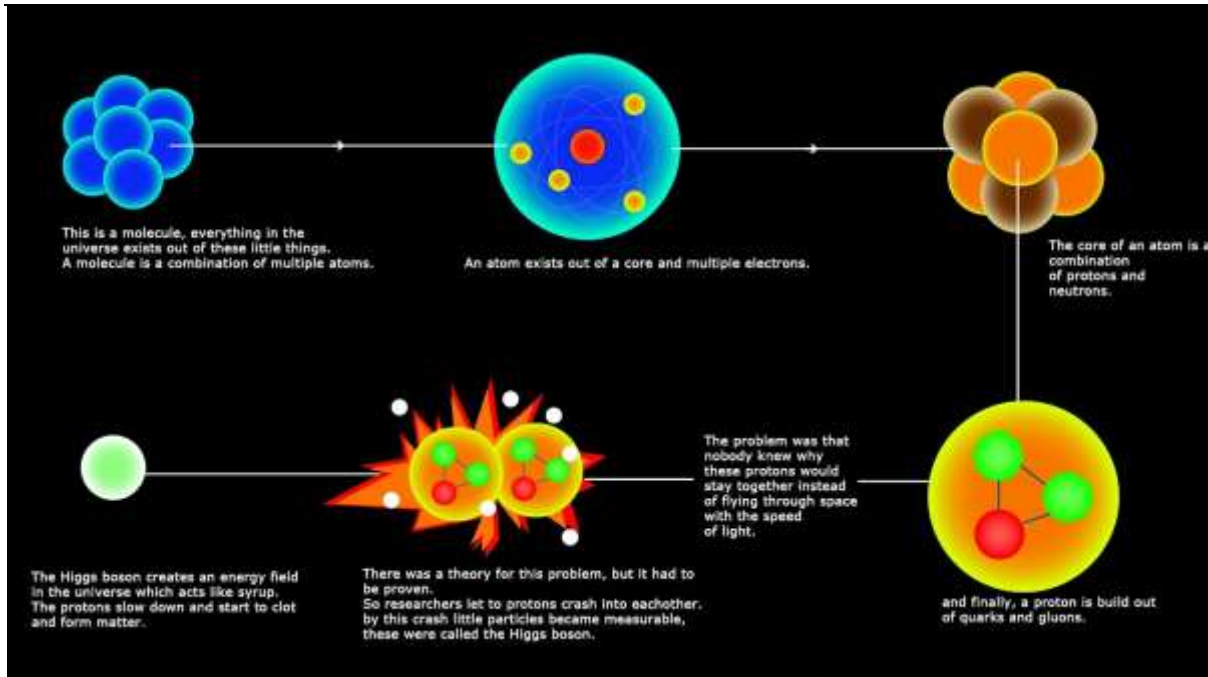 This is a molecule, everything in the
universe exists out of these little things.
A molecule is a combination of multiple atoms.
An atom exists out of a core and multiple electrons.
The core of an atom is a
combination
of protons and
neutrons.
and finally, a proton is build out
of quarks and gluons.
The problem was that
nobody knew why
these protons would
stay together instead
of flying through space
with the speed
of light.
There was a theory for this problem, but it had to
be proven.
So researchers let to protons crash into eachother.
by this crash little particles became measurable,
these were called the Higgs boson.
The Higgs boson creates an energy field
in the universe which acts like syrup.
The protons slow down and start to clot
and form matter.